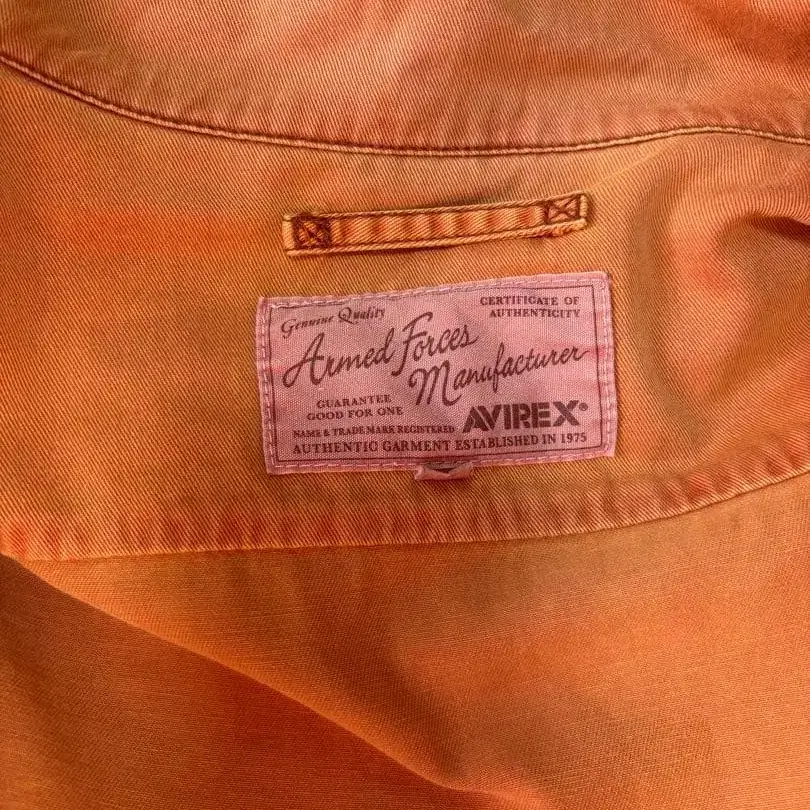 Genuine Quality
CERTIFICATE OF
AUTHENTICITY
Armed Forces
Manufacturer
GUARANTEE
GOOD FOR ONE
AVIREX®
NAME & TRADE MARK REGISTERED
AUTHENTIC GARMENT ESTABLISHED IN 1975